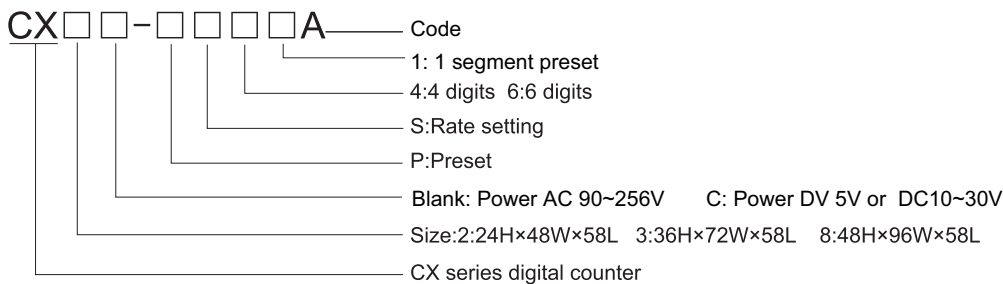 CX□□-□□□□A
Code
1: 1 segment preset
4:4 digits 6:6 digits
S:Rate setting
P:Preset
Blank: Power AC 90~256V C: Power DV 5V or DC10~30V
Size:2:24H×48W×58L 3:36H×72W×58L 8:48H×96W×58L
CX series digital counter